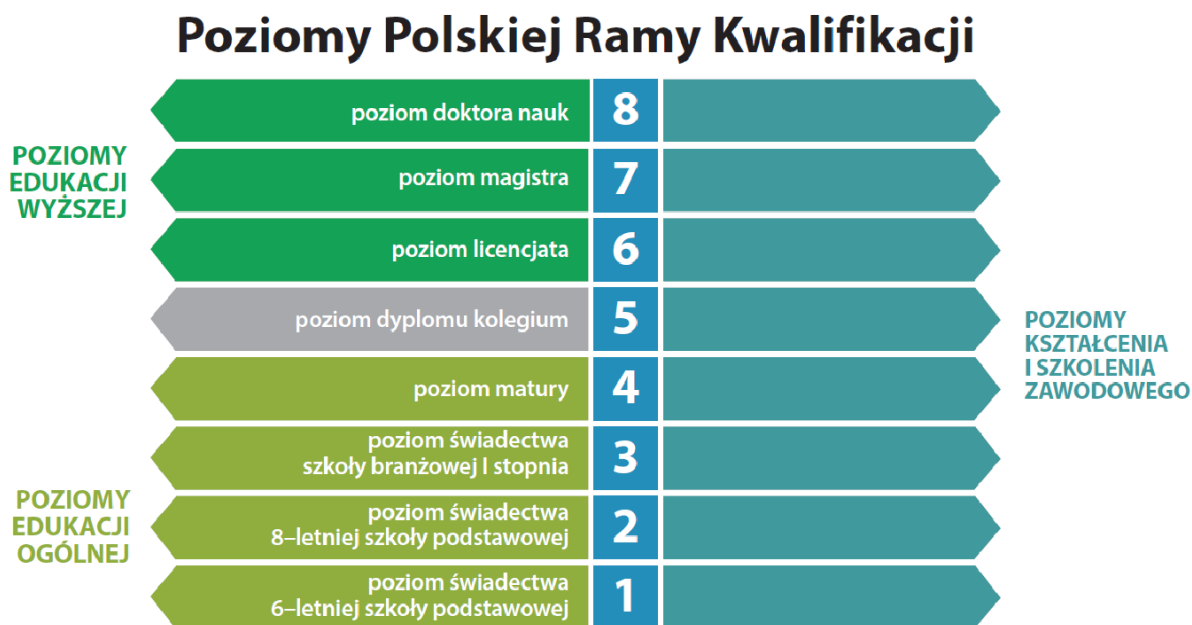 Poziomy Polskiej Ramy Kwalifikacji
POZIOMY
EDUKACJI
WYŻSZEJ
poziom doktora nauk 8
poziom magistra 7
poziom licencjata 6
poziom dyplomu kolegium 5
poziom matury 4
poziom świadectwa
szkoły branżowej I stopnia 3
poziom świadectwa
8–letniej szkoły podstawowej 2
poziom świadectwa
6–letniej szkoły podstawowej 1
POZIOMY
EDUKACJI
OGÓLNEJ
POZIOMY
KSZTAŁCENIA
I SZKOLENIA
ZAWODOWEGO